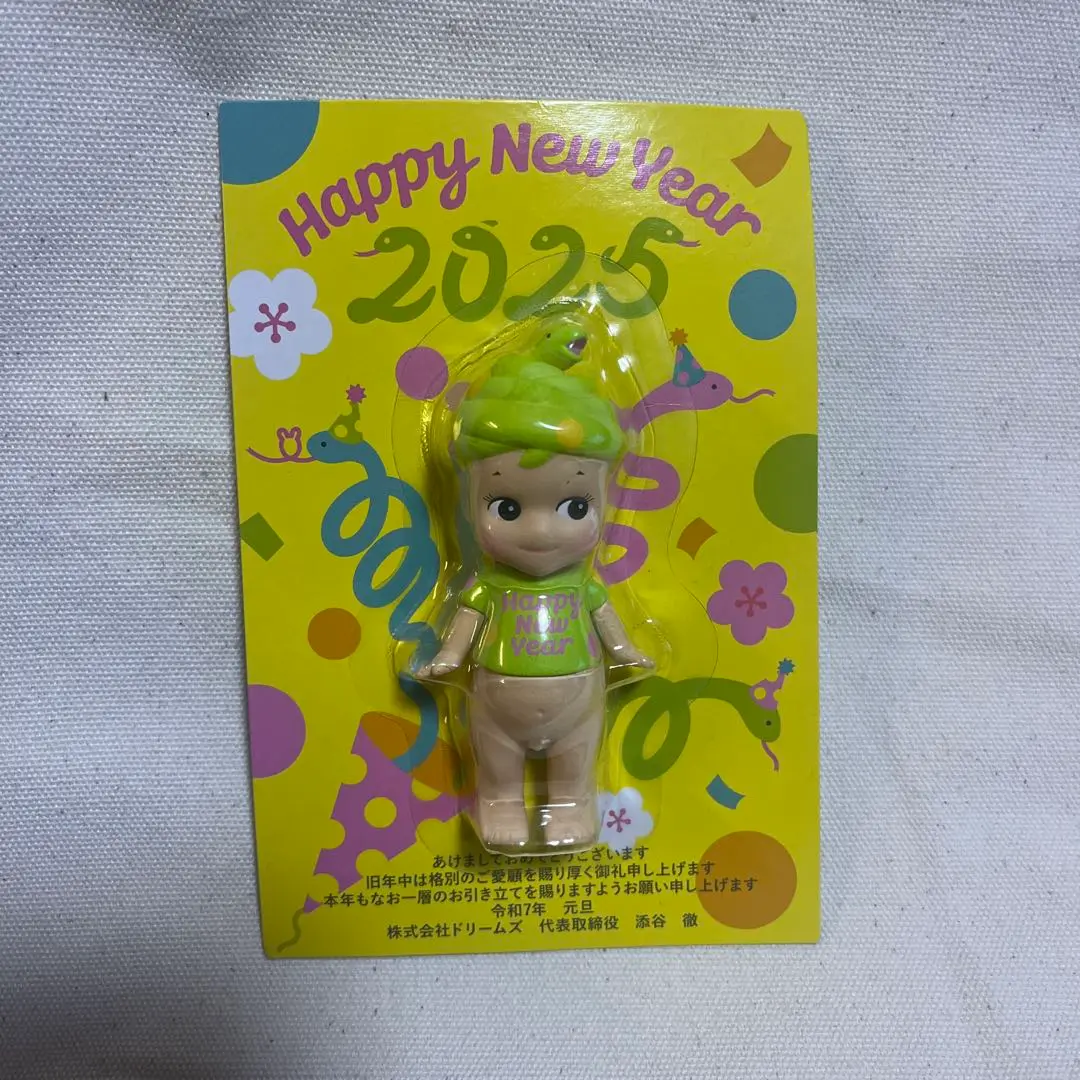 Happy New Year
2025
Happy
New
Year
あけましておめでとうございます
旧年中は格別のご愛顧を賜り厚く御礼申し上げます
本年もなお一層のお引き立てを賜りますようお願い申し上げます
令和7年 元旦
株式会社ドリームズ 代表取締役 添谷 徹